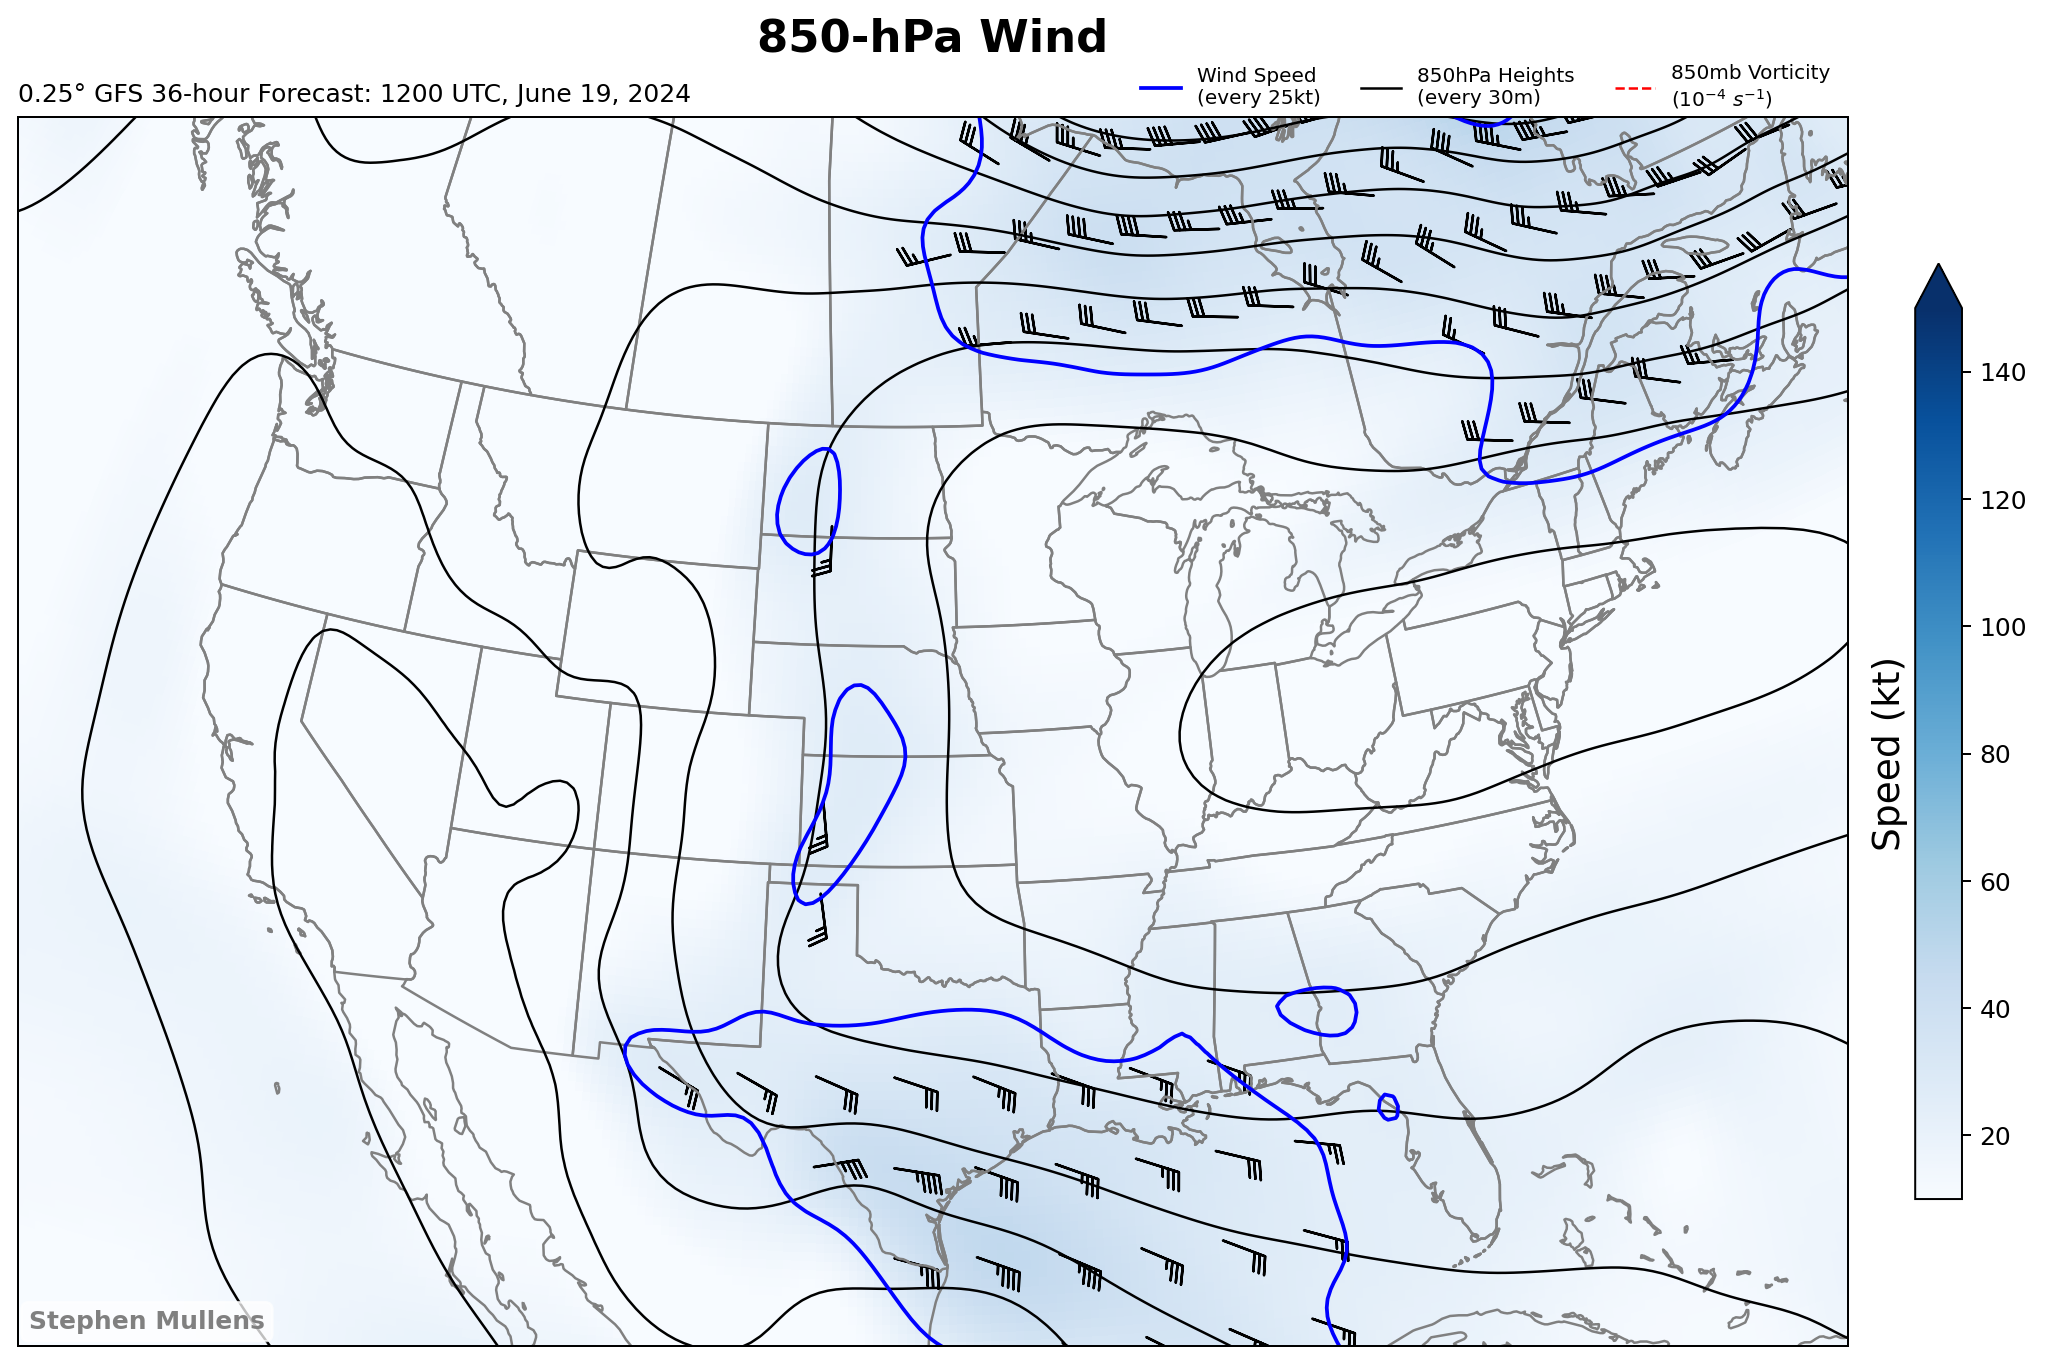 850-hPa Wind
0.25° GFS 36-hour Forecast: 1200 UTC, June 19, 2024
Wind Speed
(every 25kt)
850hPa Heights
(every 30m)
850mb Vorticity
(10⁻⁴ s⁻¹)
140
120
100
80
60
40
20
Speed (kt)
Stephen Mullens